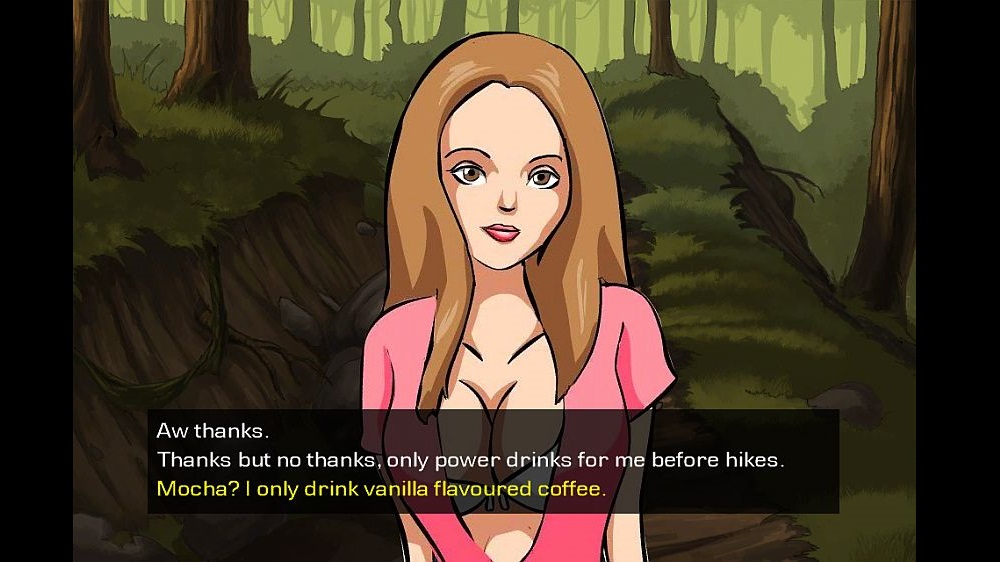 Aw thanks.
Thanks but no thanks, only power drinks for me before hikes.
Mocha? I only drink vanilla flavoured coffee.